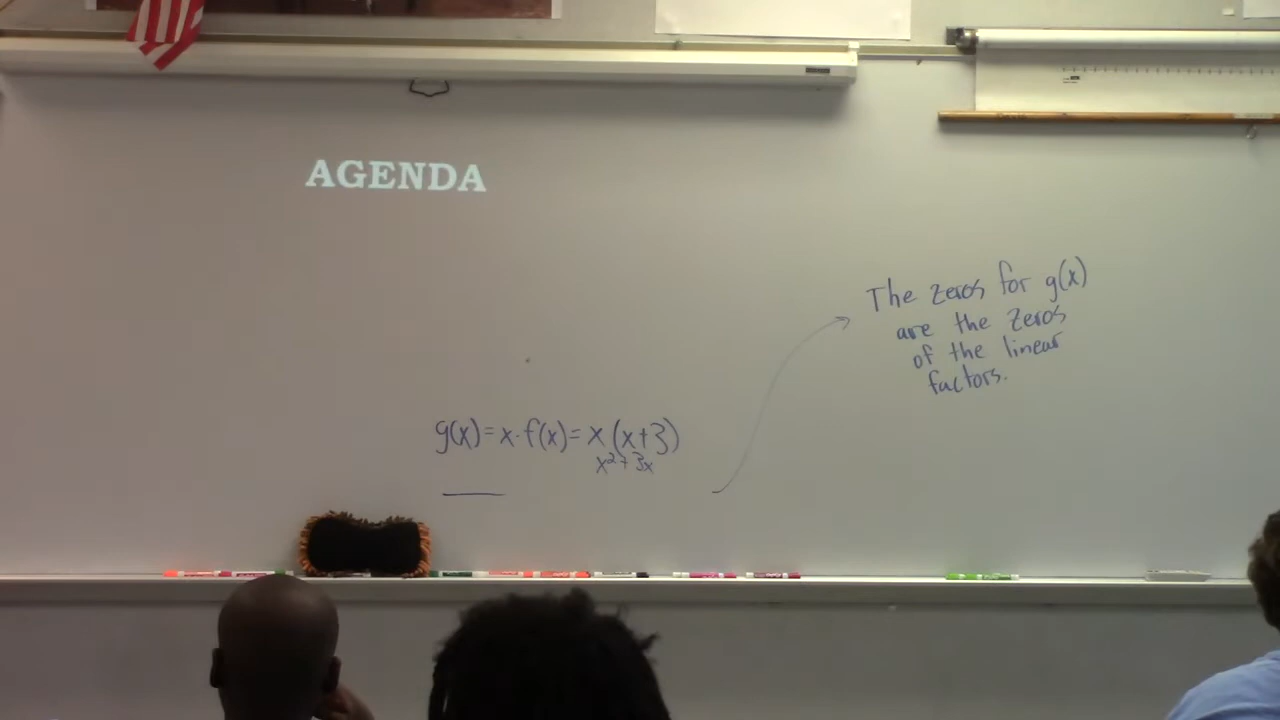 AGENDA
The zeros for g(x)
are the zeros
of the linear
factors.
g(x)=x·f(x)=x(x+3)
x²+3x